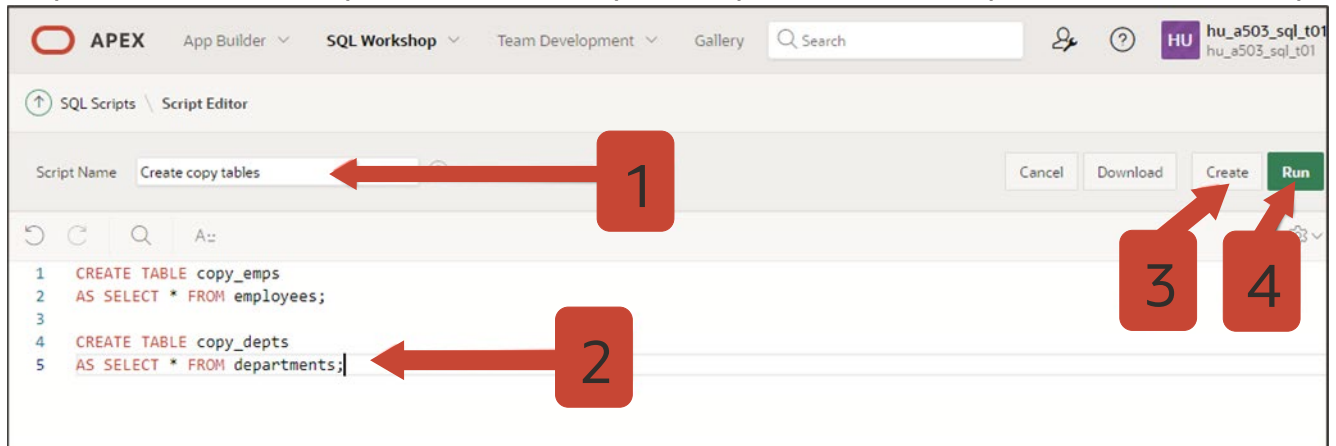 APEX App Builder SQL Workshop Team Development Gallery Search ? HU hu_a503_sql_t01
hu_a503_sql_t01
SQL Scripts \ Script Editor
Script Name Create copy tables 1 Cancel Download Create Run
A::
1 CREATE TABLE copy_emps
2 AS SELECT * FROM employees;
3
4 CREATE TABLE copy_depts
5 AS SELECT * FROM departments;
2
3
4